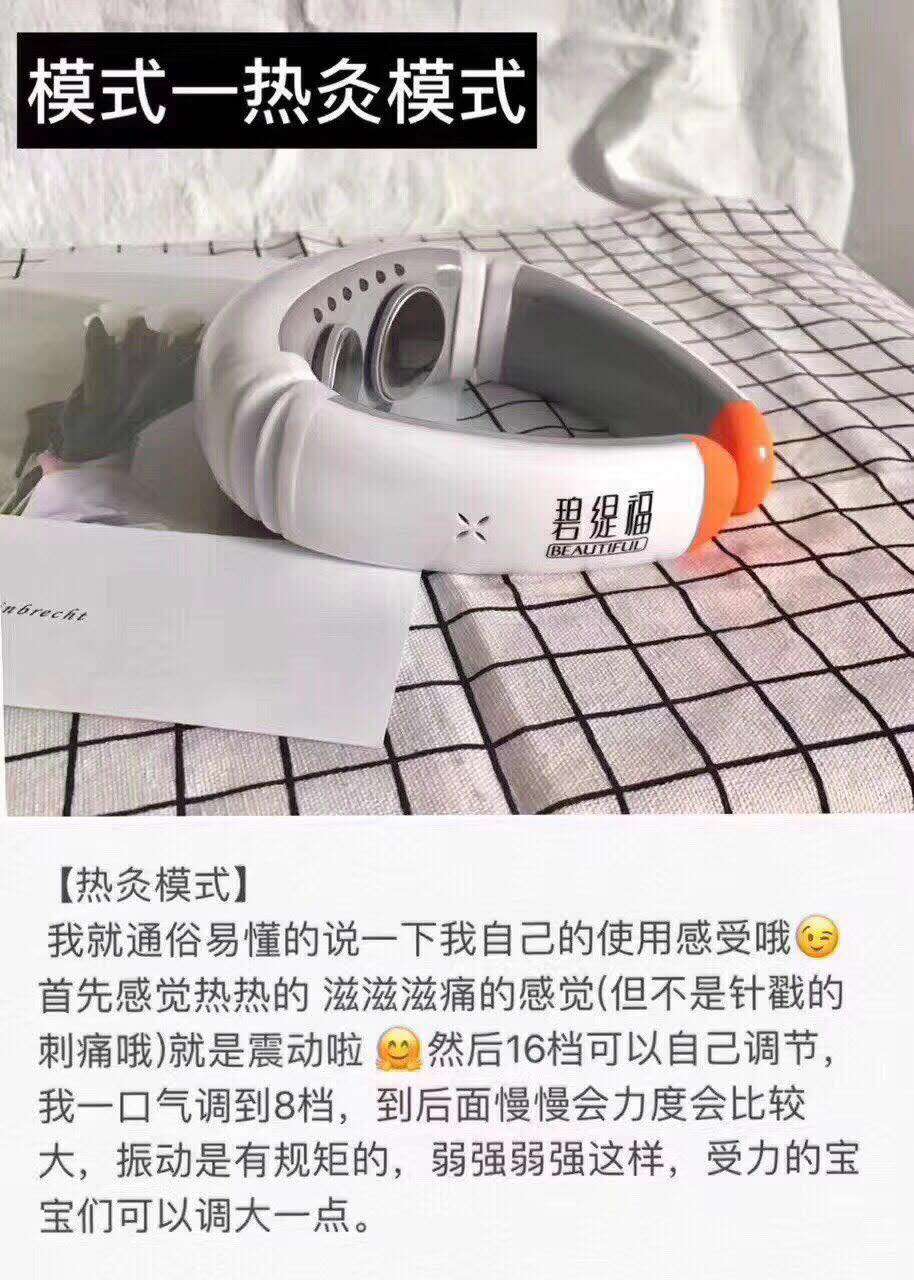 模式一热灸模式
碧緹福
BEAUTIFUL
inbrecht
【热灸模式】
我就通俗易懂的说一下我自己的使用感受哦😉
首先感觉热热的 滋滋滋痛的感觉(但不是针戳的
刺痛哦)就是震动啦 🤗然后16档可以自己调节，
我一口气调到8档，到后面慢慢会力度会比较
大，振动是有规矩的，弱强弱强这样，受力的宝
宝们可以调大一点。